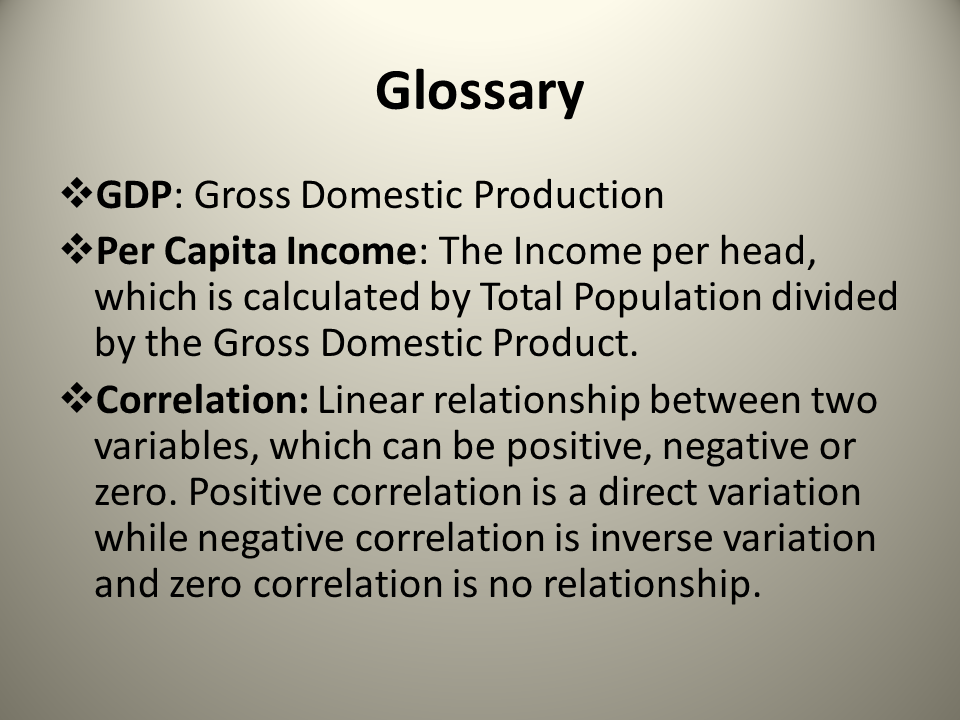 Glossary
❖GDP: Gross Domestic Production
❖Per Capita Income: The Income per head,
which is calculated by Total Population divided
by the Gross Domestic Product.
❖Correlation: Linear relationship between two
variables, which can be positive, negative or
zero. Positive correlation is a direct variation
while negative correlation is inverse variation
and zero correlation is no relationship.